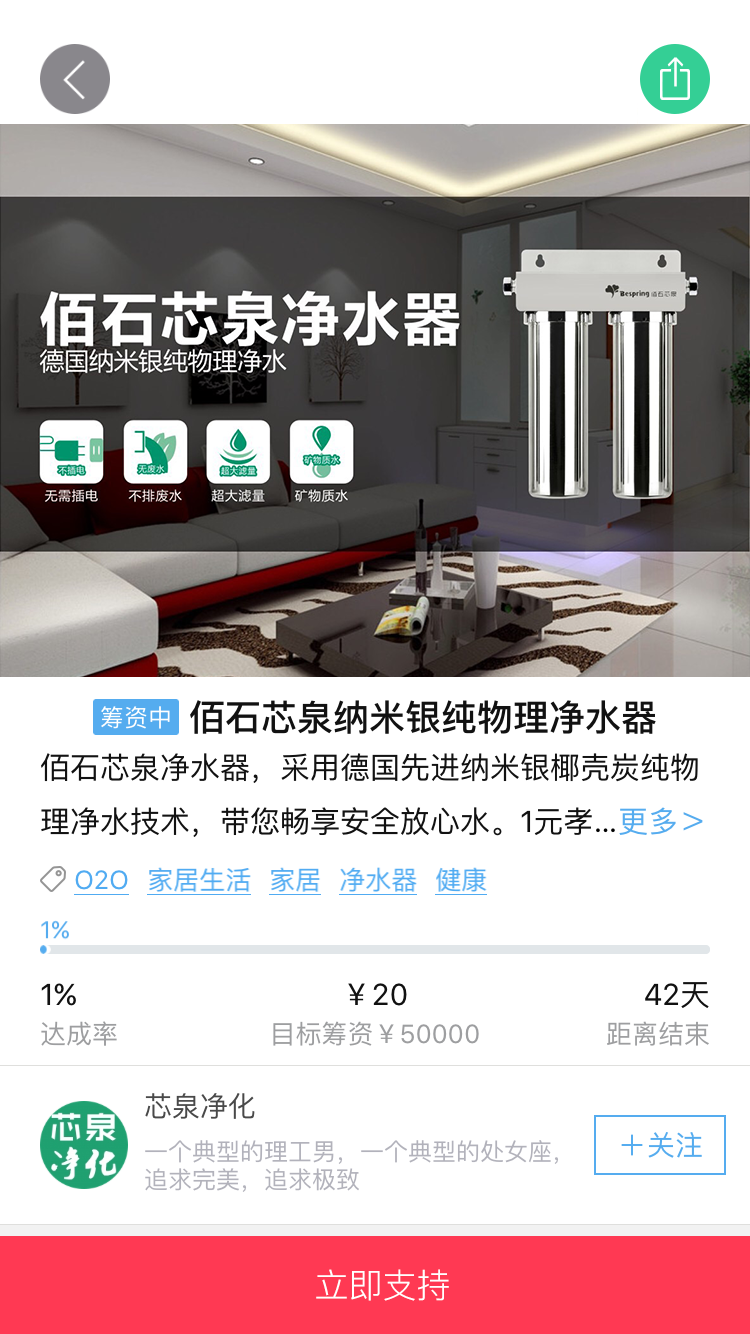 Bespring 佰石芯泉
佰石芯泉净水器
德国纳米银纯物理净水
不插电
无废水
超大滤量
矿物质水
无需插电
不排废水
超大滤量
矿物质水
筹资中 佰石芯泉纳米银纯物理净水器
佰石芯泉净水器，采用德国先进纳米银椰壳炭纯物
理净水技术，带您畅享安全放心水。1元孝...更多>
O2O 家居生活 家居 净水器 健康
1%
1% ¥20 42天
达成率 目标筹资¥50000 距离结束
芯泉净化
芯泉
净化
一个典型的理工男，一个典型的处女座，
追求完美，追求极致
＋关注
立即支持